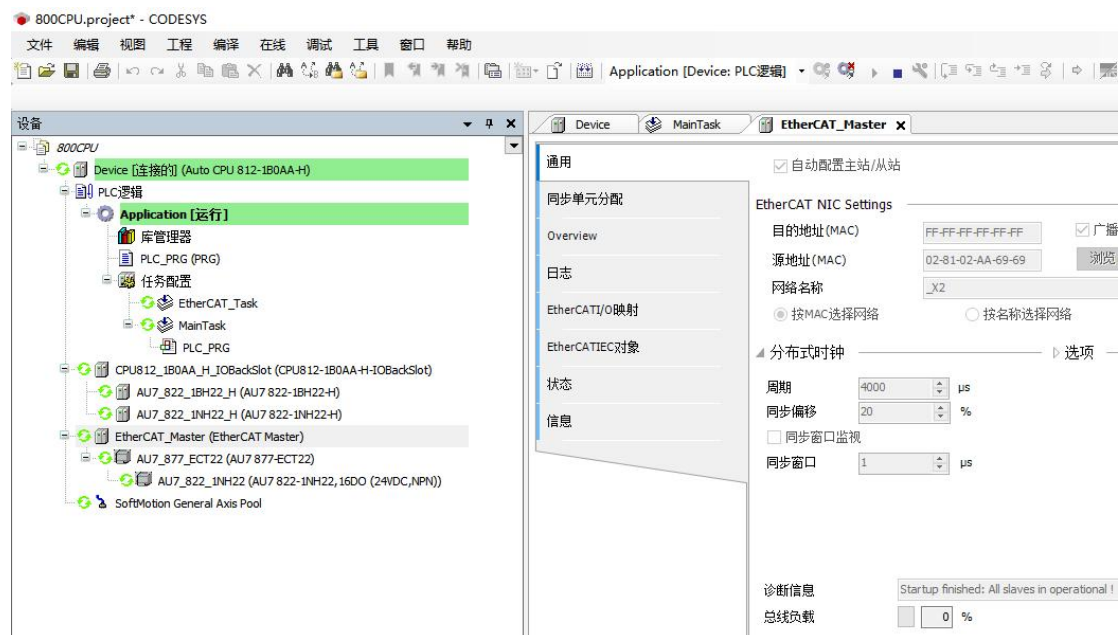 800CPU.project* - CODESYS
文件 编辑 视图 工程 编译 在线 调试 工具 窗口 帮助
Application [Device: PLC逻辑]
设备
800CPU
Device [连接的] (Auto CPU 812-1B0AA-H)
PLC逻辑
Application [运行]
库管理器
PLC_PRG (PRG)
任务配置
EtherCAT_Task
MainTask
PLC_PRG
CPU812_1B0AA_H_IOBackSlot (CPU812-1B0AA-H-IOBackSlot)
AU7_822_1BH22_H (AU7 822-1BH22-H)
AU7_822_1NH22_H (AU7 822-1NH22-H)
EtherCAT_Master (EtherCAT Master)
AU7_877_ECT22 (AU7 877-ECT22)
AU7_822_1NH22 (AU7 822-1NH22,16DO (24VDC,NPN))
SoftMotion General Axis Pool
Device MainTask EtherCAT_Master
通用
同步单元分配
Overview
日志
EtherCATI/O映射
EtherCATIEC对象
状态
信息
自动配置主站/从站
EtherCAT NIC Settings
目的地址(MAC) FF-FF-FF-FF-FF-FF 广播
源地址(MAC) 02-81-02-AA-69-69 浏览
网络名称 _X2
按MAC选择网络 按名称选择网络
分布式时钟 选项
周期 4000 µs
同步偏移 20 %
同步窗口监视
同步窗口 1 µs
诊断信息 Startup finished: All slaves in operational !
总线负载 0 %